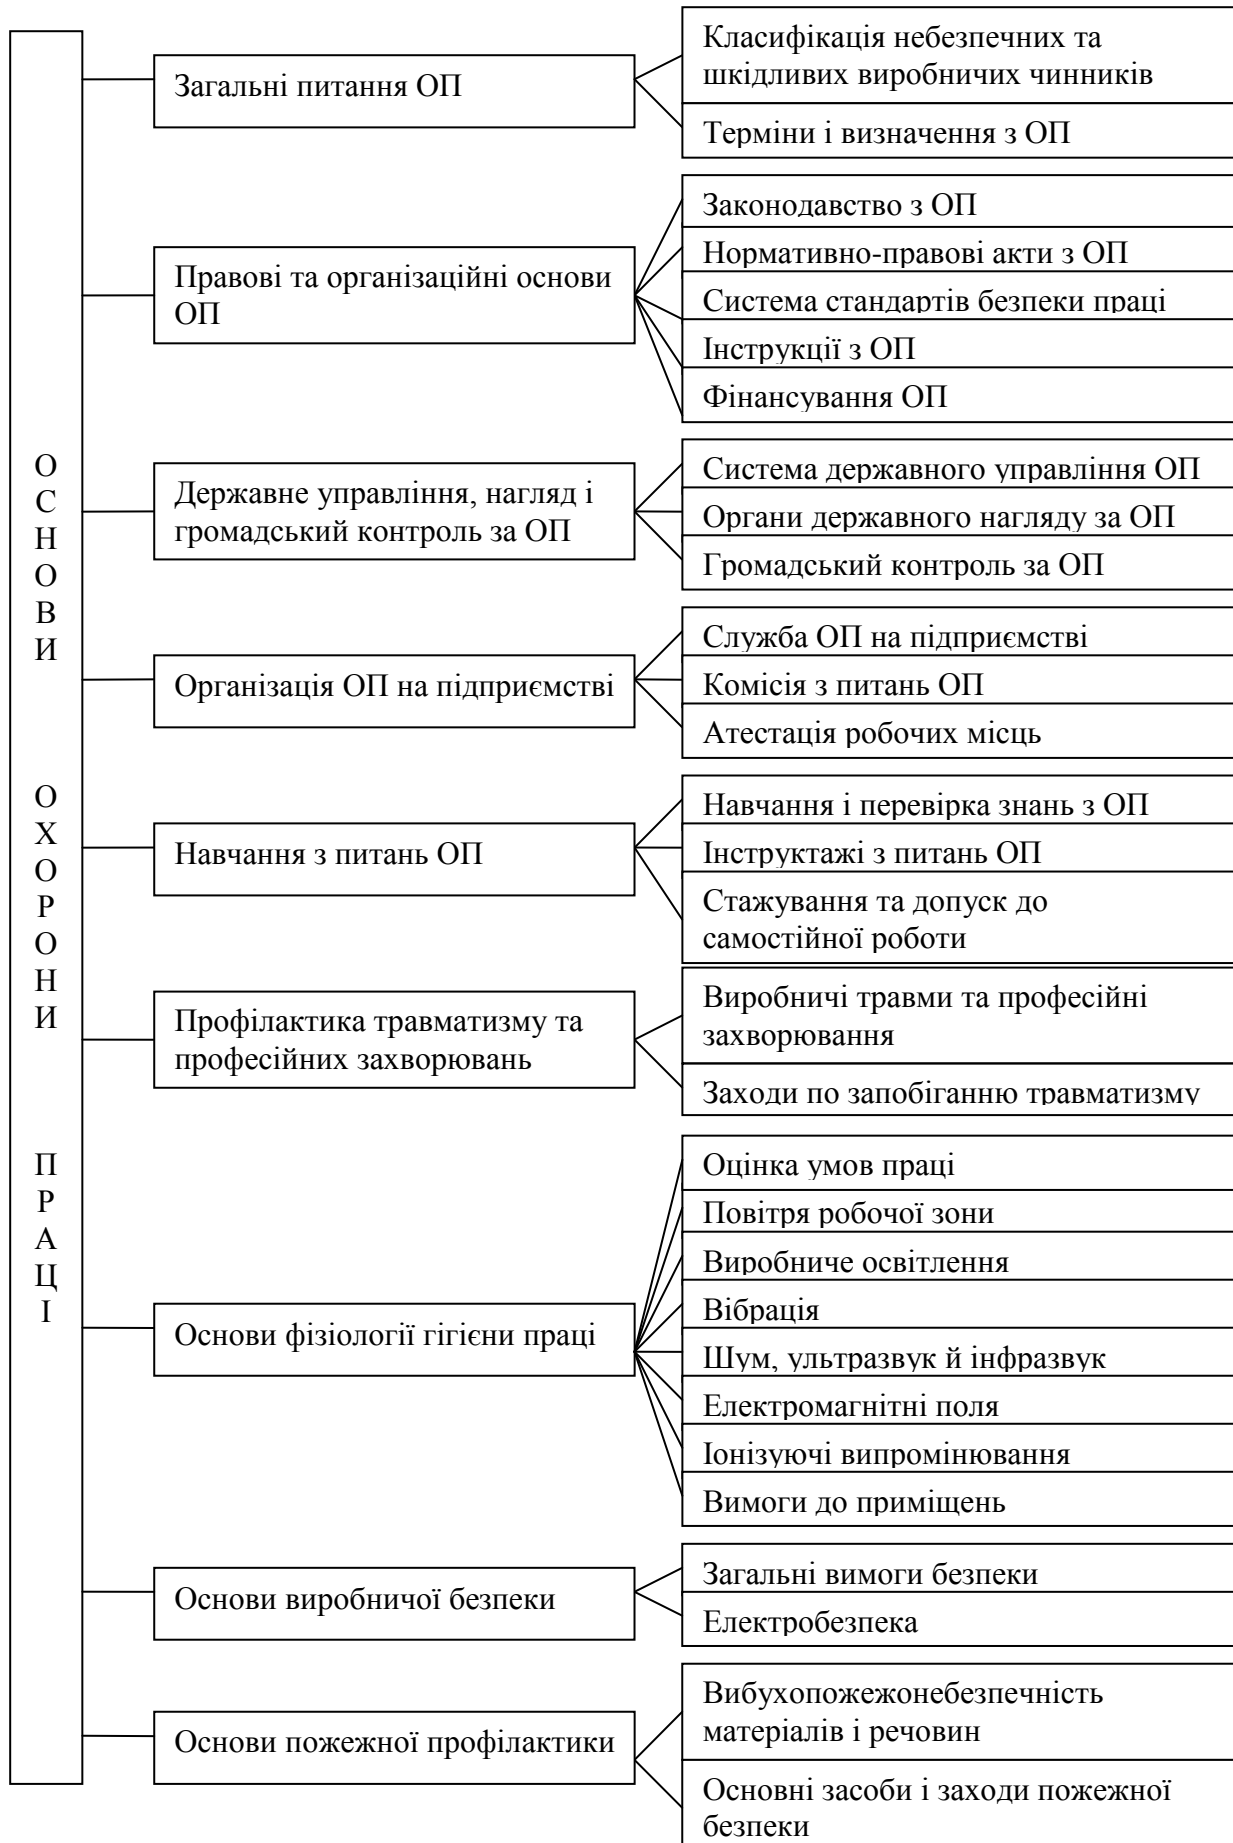 ОСНОВИ ОХОРОНИ ПРАЦІ
Загальні питання ОП
Класифікація небезпечних та
шкідливих виробничих чинників
Терміни і визначення з ОП
Правові та організаційні основи
ОП
Законодавство з ОП
Нормативно-правові акти з ОП
Система стандартів безпеки праці
Інструкції з ОП
Фінансування ОП
Державне управління, нагляд і
громадський контроль за ОП
Система державного управління ОП
Органи державного нагляду за ОП
Громадський контроль за ОП
Організація ОП на підприємстві
Служба ОП на підприємстві
Комісія з питань ОП
Атестація робочих місць
Навчання з питань ОП
Навчання і перевірка знань з ОП
Інструктажі з питань ОП
Стажування та допуск до
самостійної роботи
Профілактика травматизму та
професійних захворювань
Виробничі травми та професійні
захворювання
Заходи по запобіганню травматизму
Основи фізіології гігієни праці
Оцінка умов праці
Повітря робочої зони
Виробниче освітлення
Вібрація
Шум, ультразвук й інфразвук
Електромагнітні поля
Іонізуючі випромінювання
Вимоги до приміщень
Основи виробничої безпеки
Загальні вимоги безпеки
Електробезпека
Основи пожежної профілактики
Вибухопожежонебезпечність
матеріалів і речовин
Основні засоби і заходи пожежної
безпеки